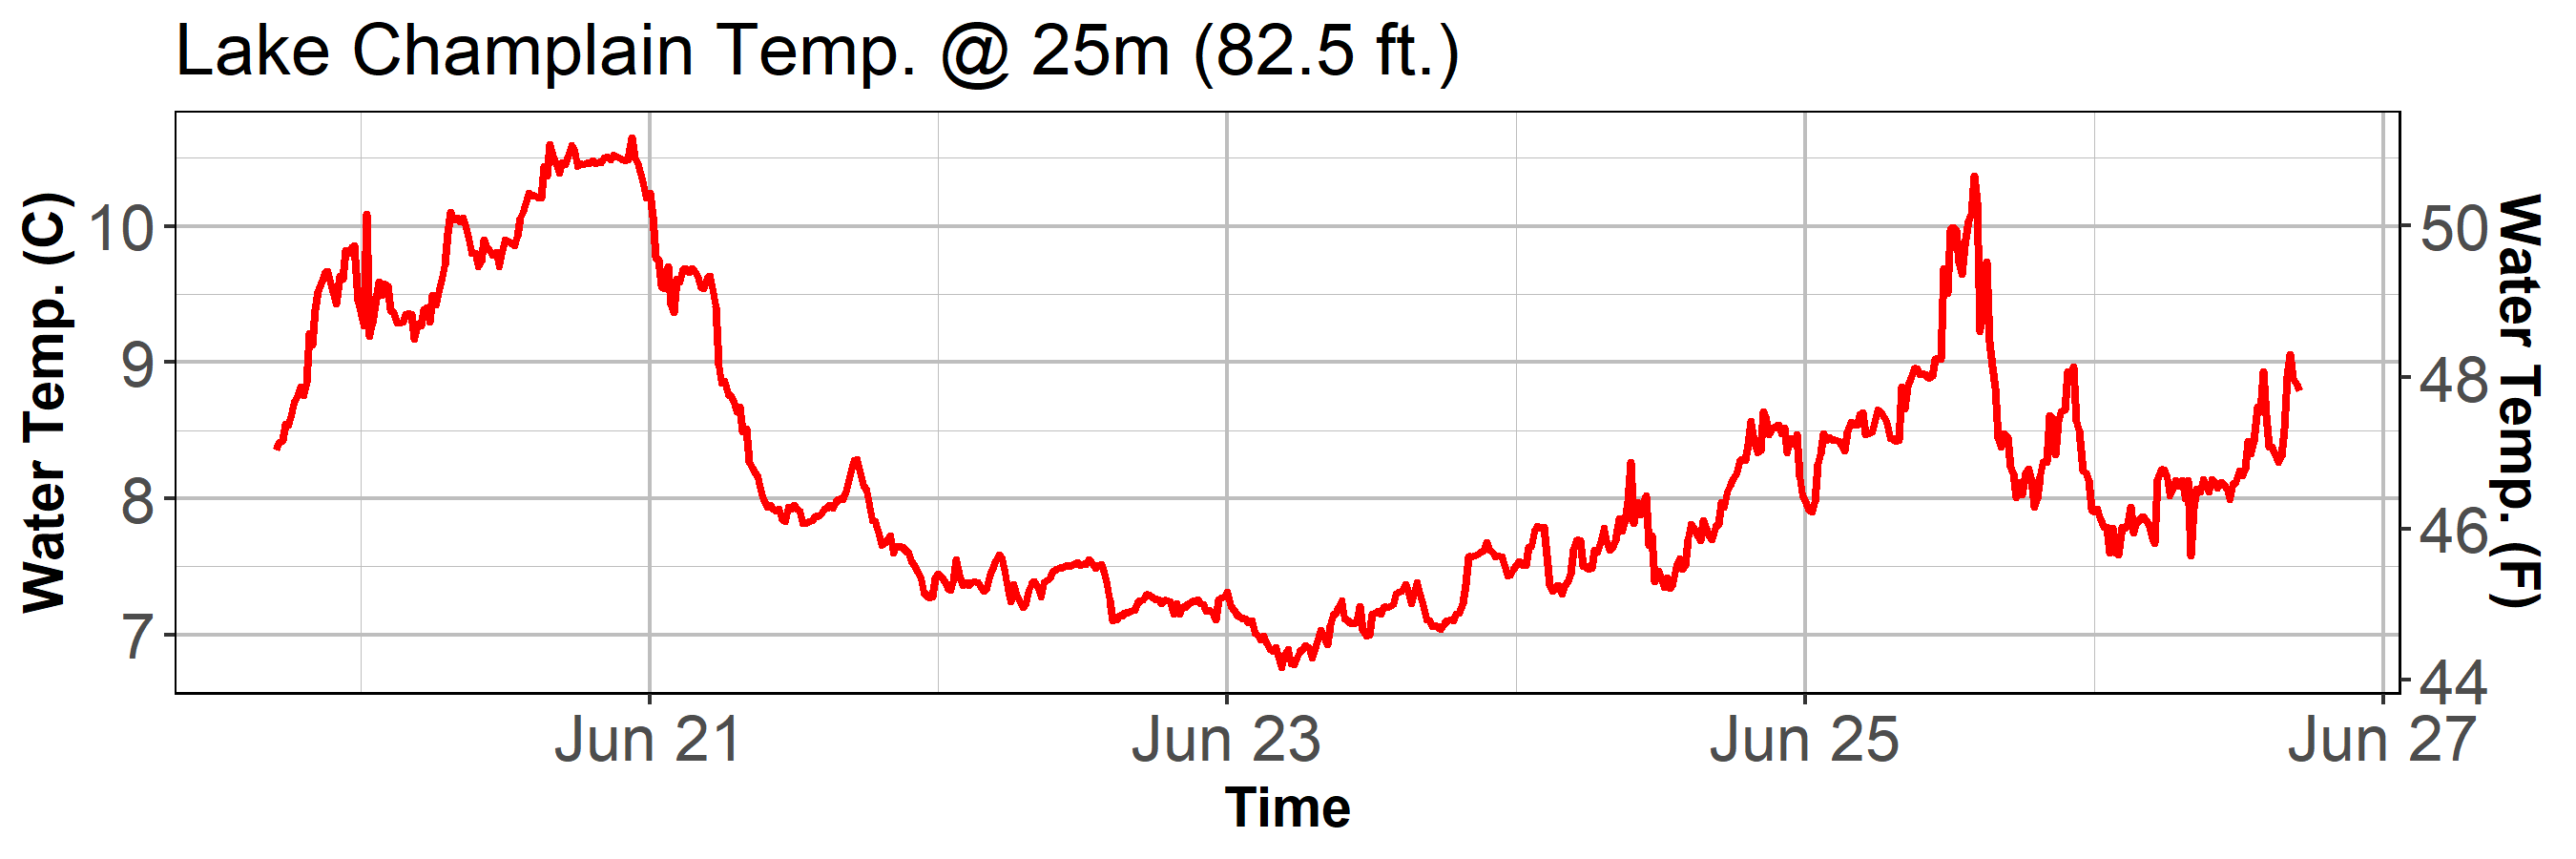 Lake Champlain Temp. @ 25m (82.5 ft.)
Water Temp. (C)
10
9
8
7
50
48
46
44
Water Temp. (F)
Jun 21 Jun 23 Jun 25 Jun 27
Time